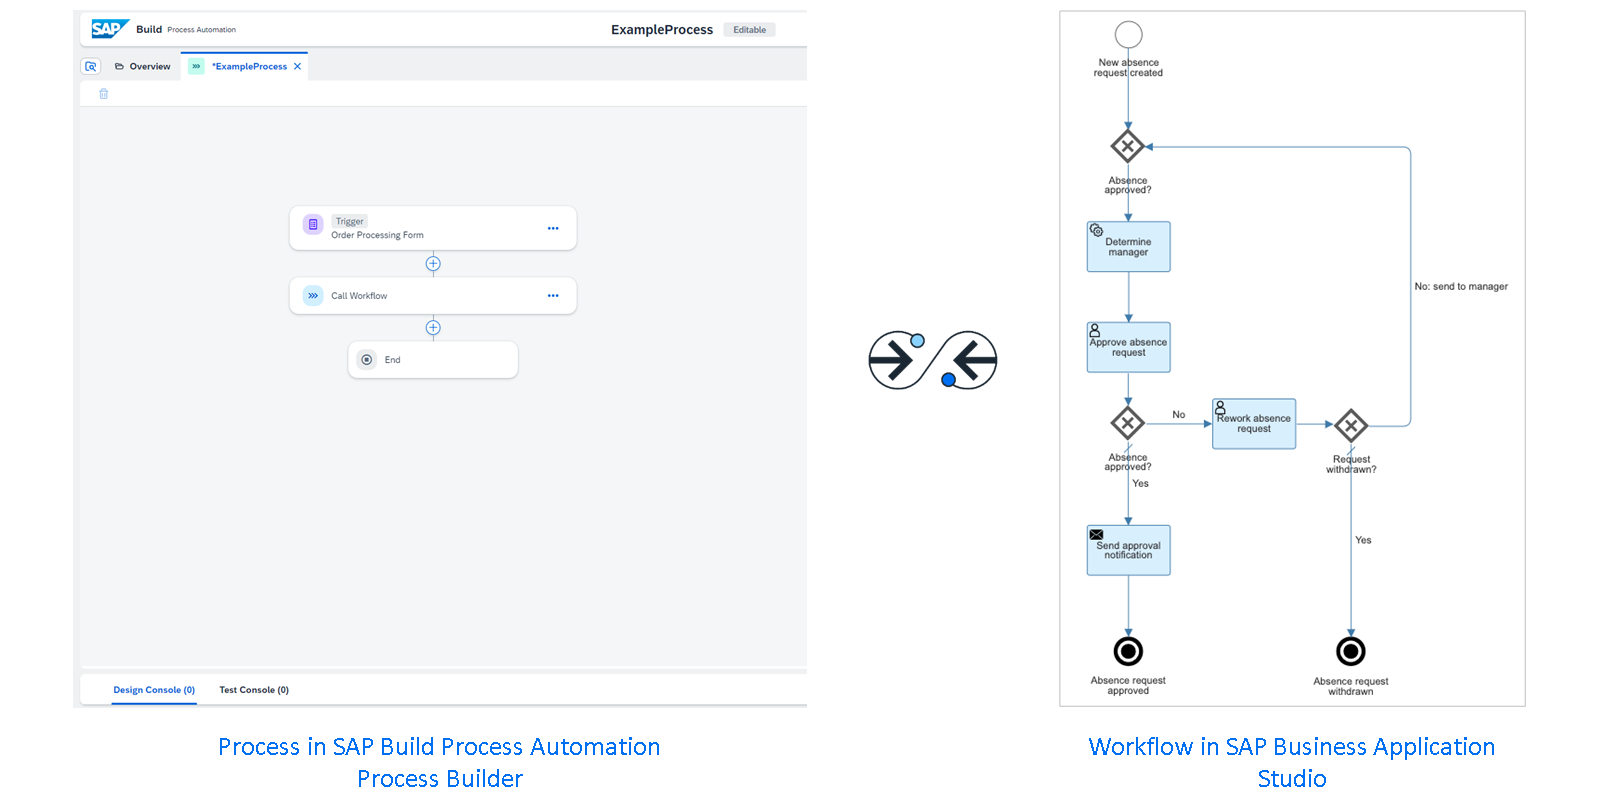 SAP Build Process Automation
ExampleProcess Editable
Overview *ExampleProcess
Trigger
Order Processing Form
Call Workflow
End
Design Console (0) Test Console (0)
Process in SAP Build Process Automation
Process Builder
New absence
request created
Absence
approved?
Determine
manager
No: send to manager
Approve absence
request
No
Rework absence
request
Absence
approved?
Request
withdrawn?
Yes
Send approval
notification
Yes
Absence request
approved
Absence request
withdrawn
Workflow in SAP Business Application
Studio